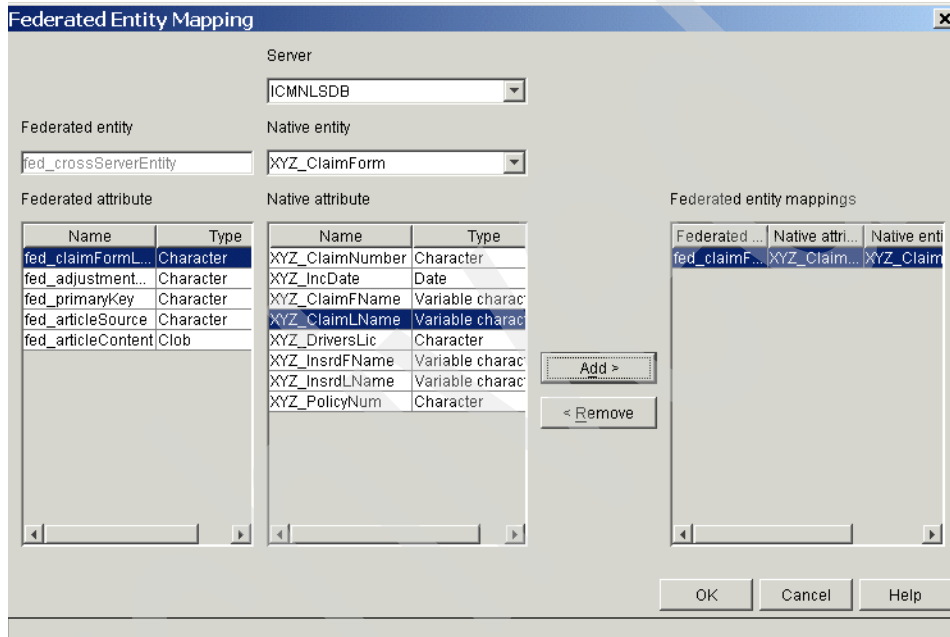 Federated Entity Mapping
Server
ICMNLSDB
Federated entity
Native entity
fed_crossServerEntity
XYZ_ClaimForm
Federated attribute
Native attribute
Federated entity mappings
Name Type
fed_claimFormL... Character
fed_adjustment... Character
fed_primaryKey Character
fed_articleSource Character
fed_articleContent Clob
Name Type
XYZ_ClaimNumber Character
XYZ_IncDate Date
XYZ_ClaimFName Variable charac
XYZ_ClaimLName Variable charac
XYZ_DriversLic Character
XYZ_InsrdFName Variable charac
XYZ_InsrdLName Variable charac
XYZ_PolicyNum Character
Add >
< Remove
Federated ... Native attri... Native enti
fed_claimF... XYZ_Claim... XYZ_Claim
OK Cancel Help